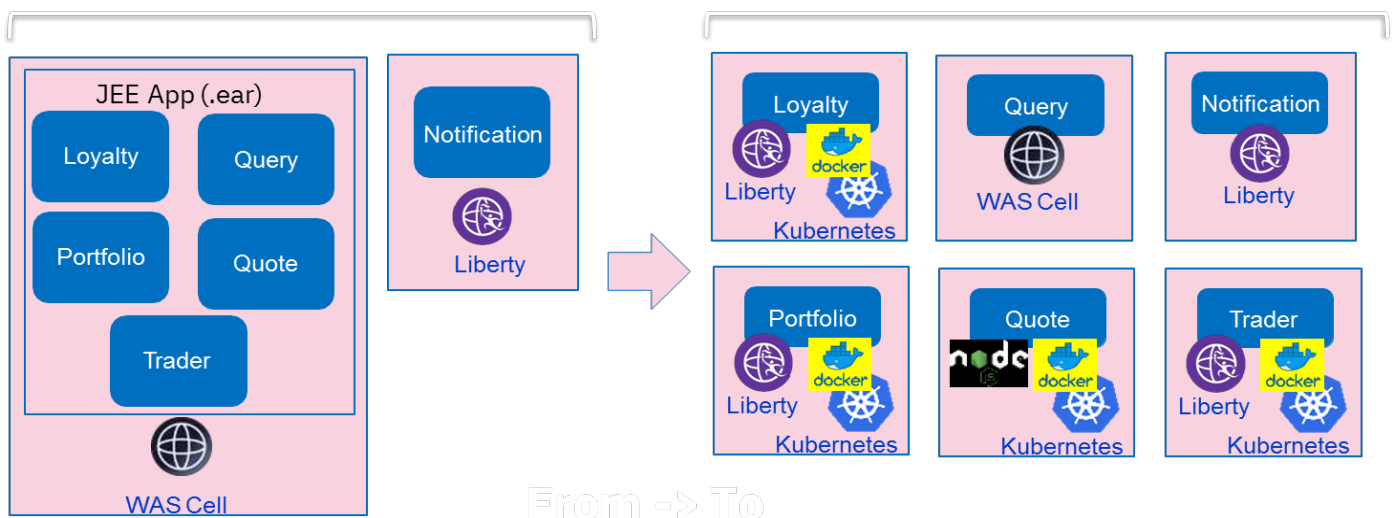 JEE App (.ear)
Loyalty
Query
Portfolio
Quote
Trader
WAS Cell
Notification
Liberty
Loyalty
docker
Liberty
Kubernetes
Query
WAS Cell
Notification
Liberty
Portfolio
docker
Liberty
Kubernetes
Quote
node
JS
docker
Kubernetes
Trader
docker
Liberty
Kubernetes
From -> To